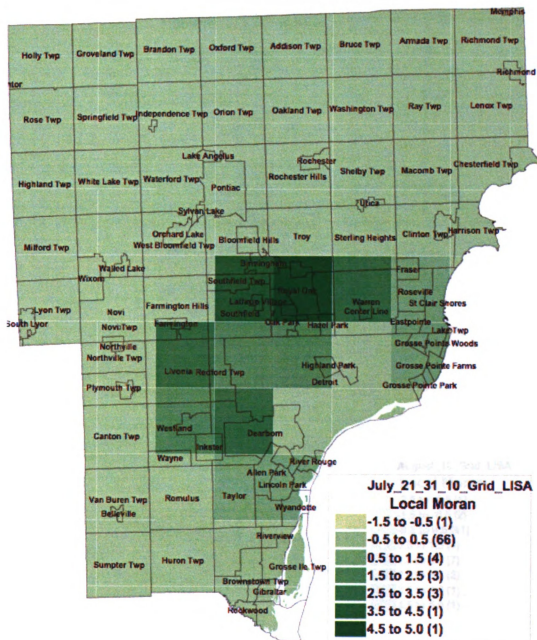 Memphis
Holly Twp Groveland Twp Brandon Twp Oxford Twp Addison Twp Bruce Twp Armada Twp Richmond Twp
Richmond
Rose Twp Springfield Twp Independence Twp Orion Twp Oakland Twp Washington Twp Ray Twp Lenox Twp
Lake Angelus Rochester Chesterfield Twp
Highland Twp White Lake Twp Waterford Twp Pontiac Rochester Hills Shelby Twp Macomb Twp
Sylvan Lake Utica
Orchard Lake
Milford Twp West Bloomfield Twp Bloomfield Hills Troy Sterling Heights Clinton Twp Harrison Twp
Walled Lake
Wixom Southfield Twp Royal Oak Fraser
Roseville
Lyon Twp Novi Farmington Hills Southfield Warren Center Line St Clair Shores
South Lyon Novi Twp Farmington Oak Park Hazel Park Eastpointe
Lake Twp
Northville Grosse Pointe Woods
Northville Twp Livonia Redford Twp Highland Park Grosse Pointe Farms
Plymouth Twp Detroit Grosse Pointe Park
Canton Twp Westland Dearborn
Inkster
Wayne River Rouge
Allen Park
Van Buren Twp Romulus Taylor Lincoln Park
Belleville Wyandotte
Sumpter Twp Huron Twp Riverview
Grosse Ile Twp
Brownstown Twp
Gibraltar
Rockwood
July_21_31_10_Grid_LISA
Local Moran
-1.5 to -0.5 (1)
-0.5 to 0.5 (66)
0.5 to 1.5 (4)
1.5 to 2.5 (3)
2.5 to 3.5 (3)
3.5 to 4.5 (1)
4.5 to 5.0 (1)